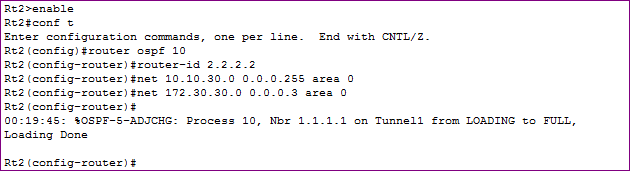 Rt2>enable
Rt2#conf t
Enter configuration commands, one per line.  End with CNTL/Z.
Rt2(config)#router ospf 10
Rt2(config-router)#router-id 2.2.2.2
Rt2(config-router)#net 10.10.30.0 0.0.0.255 area 0
Rt2(config-router)#net 172.30.30.0 0.0.0.3 area 0
Rt2(config-router)#
00:19:45: %OSPF-5-ADJCHG: Process 10, Nbr 1.1.1.1 on Tunnel1 from LOADING to FULL,
Loading Done
Rt2(config-router)#